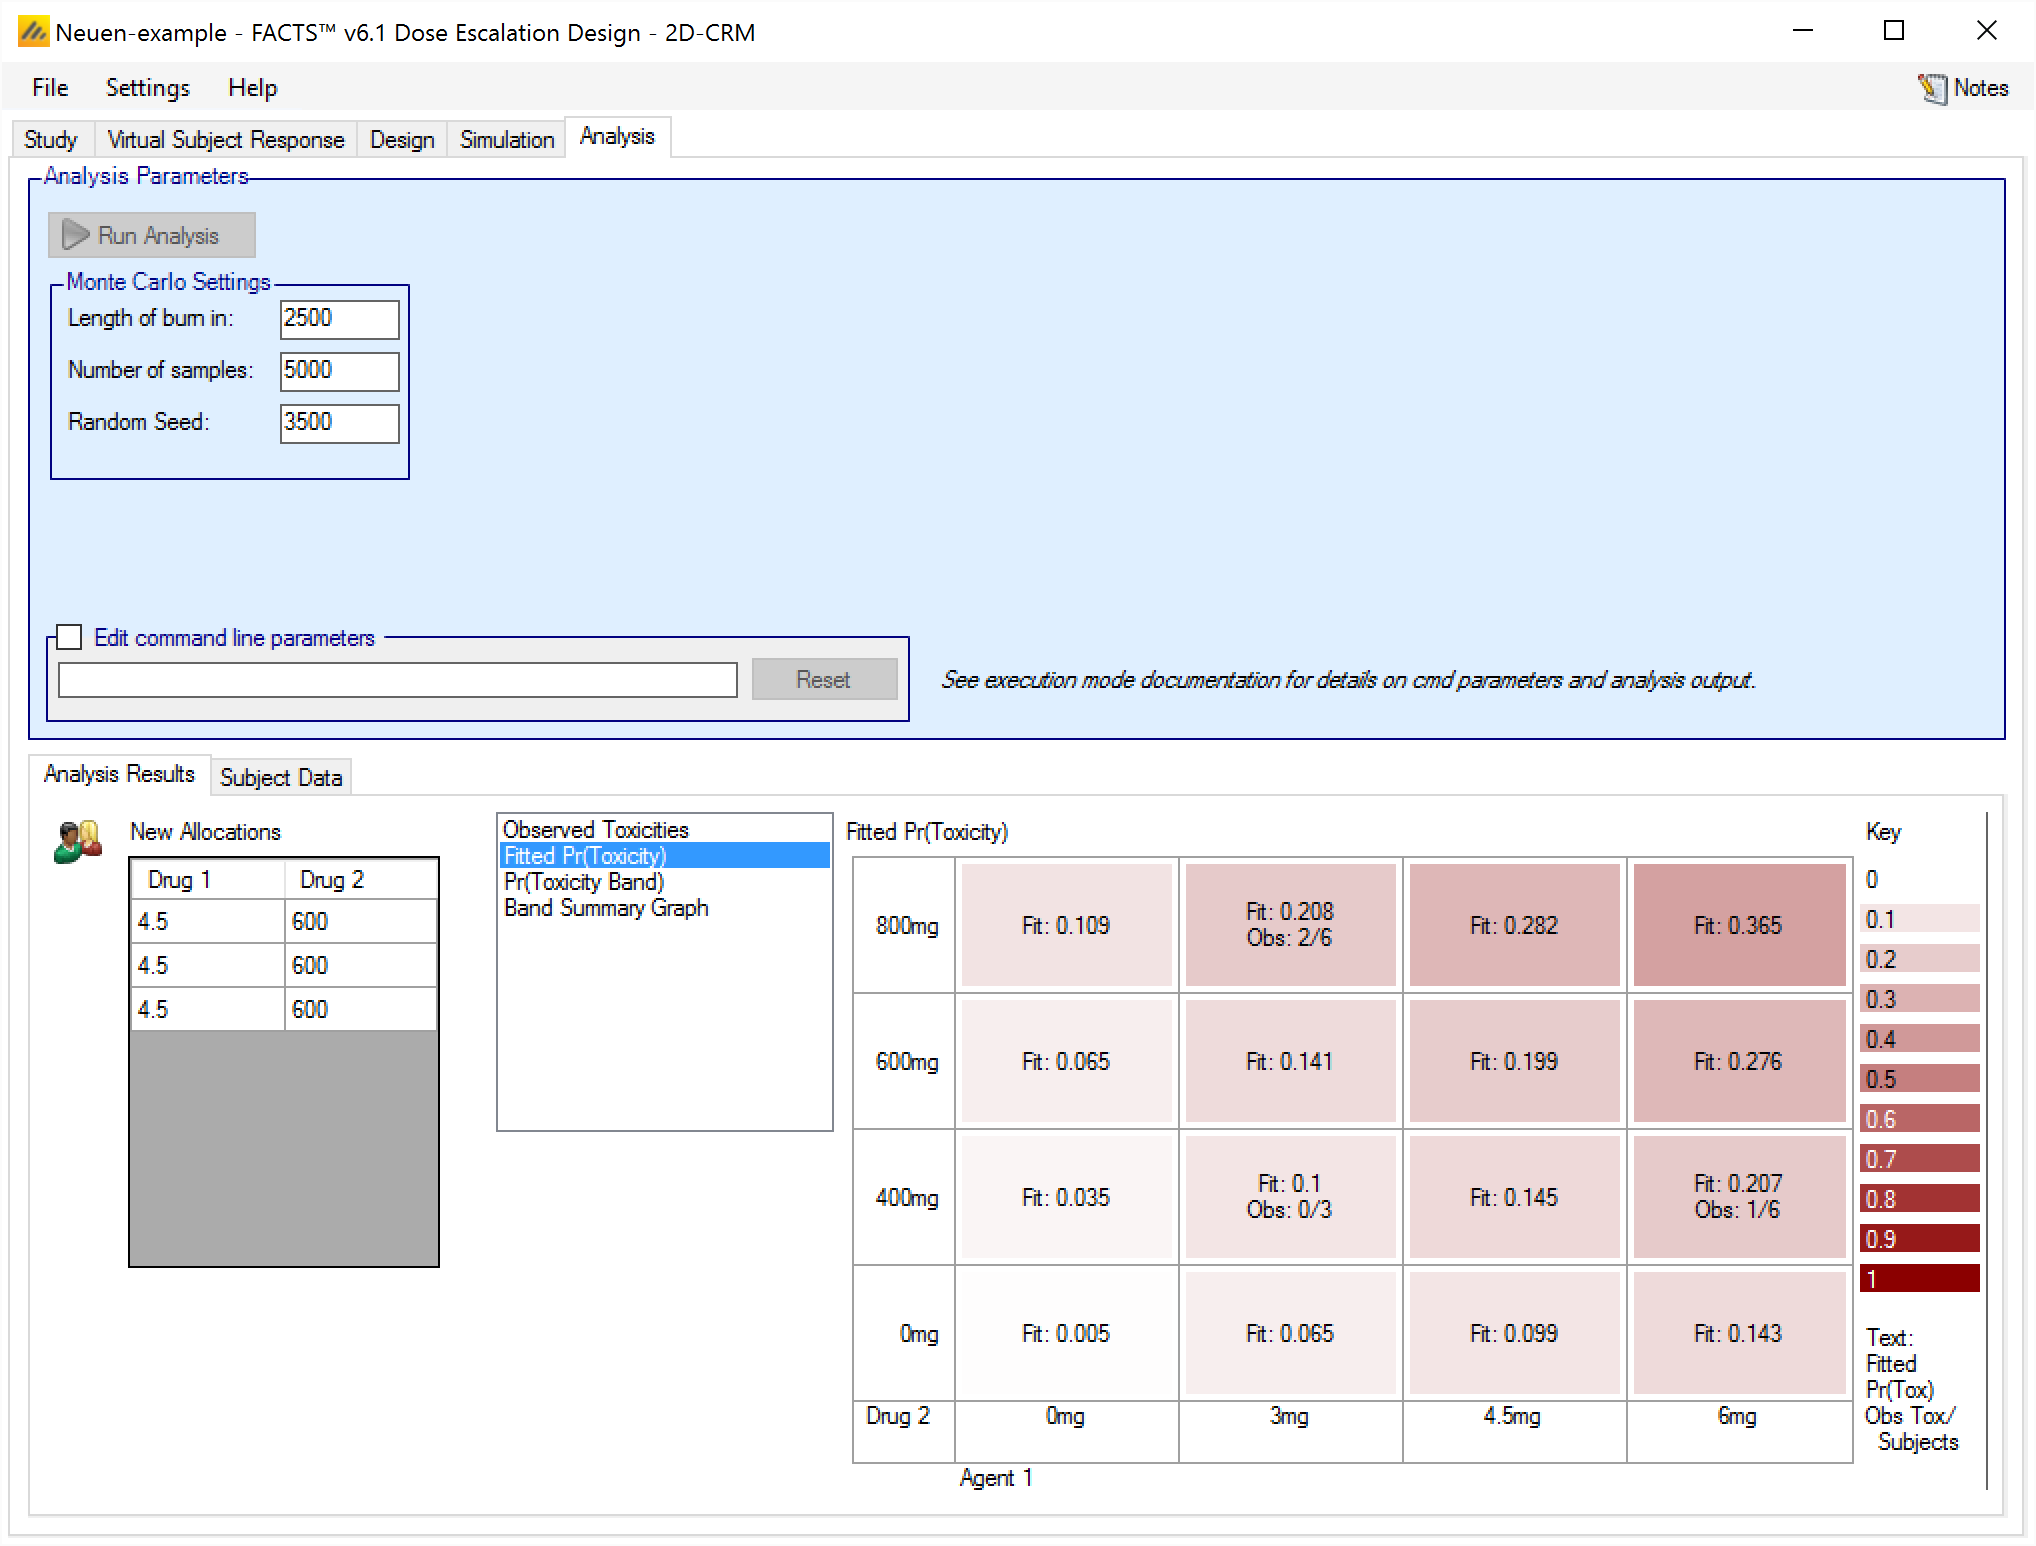 Neuen-example - FACTS™ v6.1 Dose Escalation Design - 2D-CRM
File Settings Help Notes
Study Virtual Subject Response Design Simulation Analysis
Analysis Parameters
Run Analysis
Monte Carlo Settings
Length of burn in: 2500
Number of samples: 5000
Random Seed: 3500
Edit command line parameters
Reset See execution mode documentation for details on cmd parameters and analysis output.
Analysis Results Subject Data
New Allocations
Drug 1 Drug 2
4.5 600
4.5 600
4.5 600
Observed Toxicities
Fitted Pr(Toxicity)
Pr(Toxicity Band)
Band Summary Graph
Fitted Pr(Toxicity)
800mg Fit: 0.109 Fit: 0.208 Fit: 0.282 Fit: 0.365
Obs: 2/6
600mg Fit: 0.065 Fit: 0.141 Fit: 0.199 Fit: 0.276
400mg Fit: 0.035 Fit: 0.1 Fit: 0.145 Fit: 0.207
Obs: 0/3 Obs: 1/6
0mg Fit: 0.005 Fit: 0.065 Fit: 0.099 Fit: 0.143
Drug 2 0mg 3mg 4.5mg 6mg
Agent 1
Key
0
0.1
0.2
0.3
0.4
0.5
0.6
0.7
0.8
0.9
1
Text:
Fitted
Pr(Tox)
Obs Tox/
Subjects